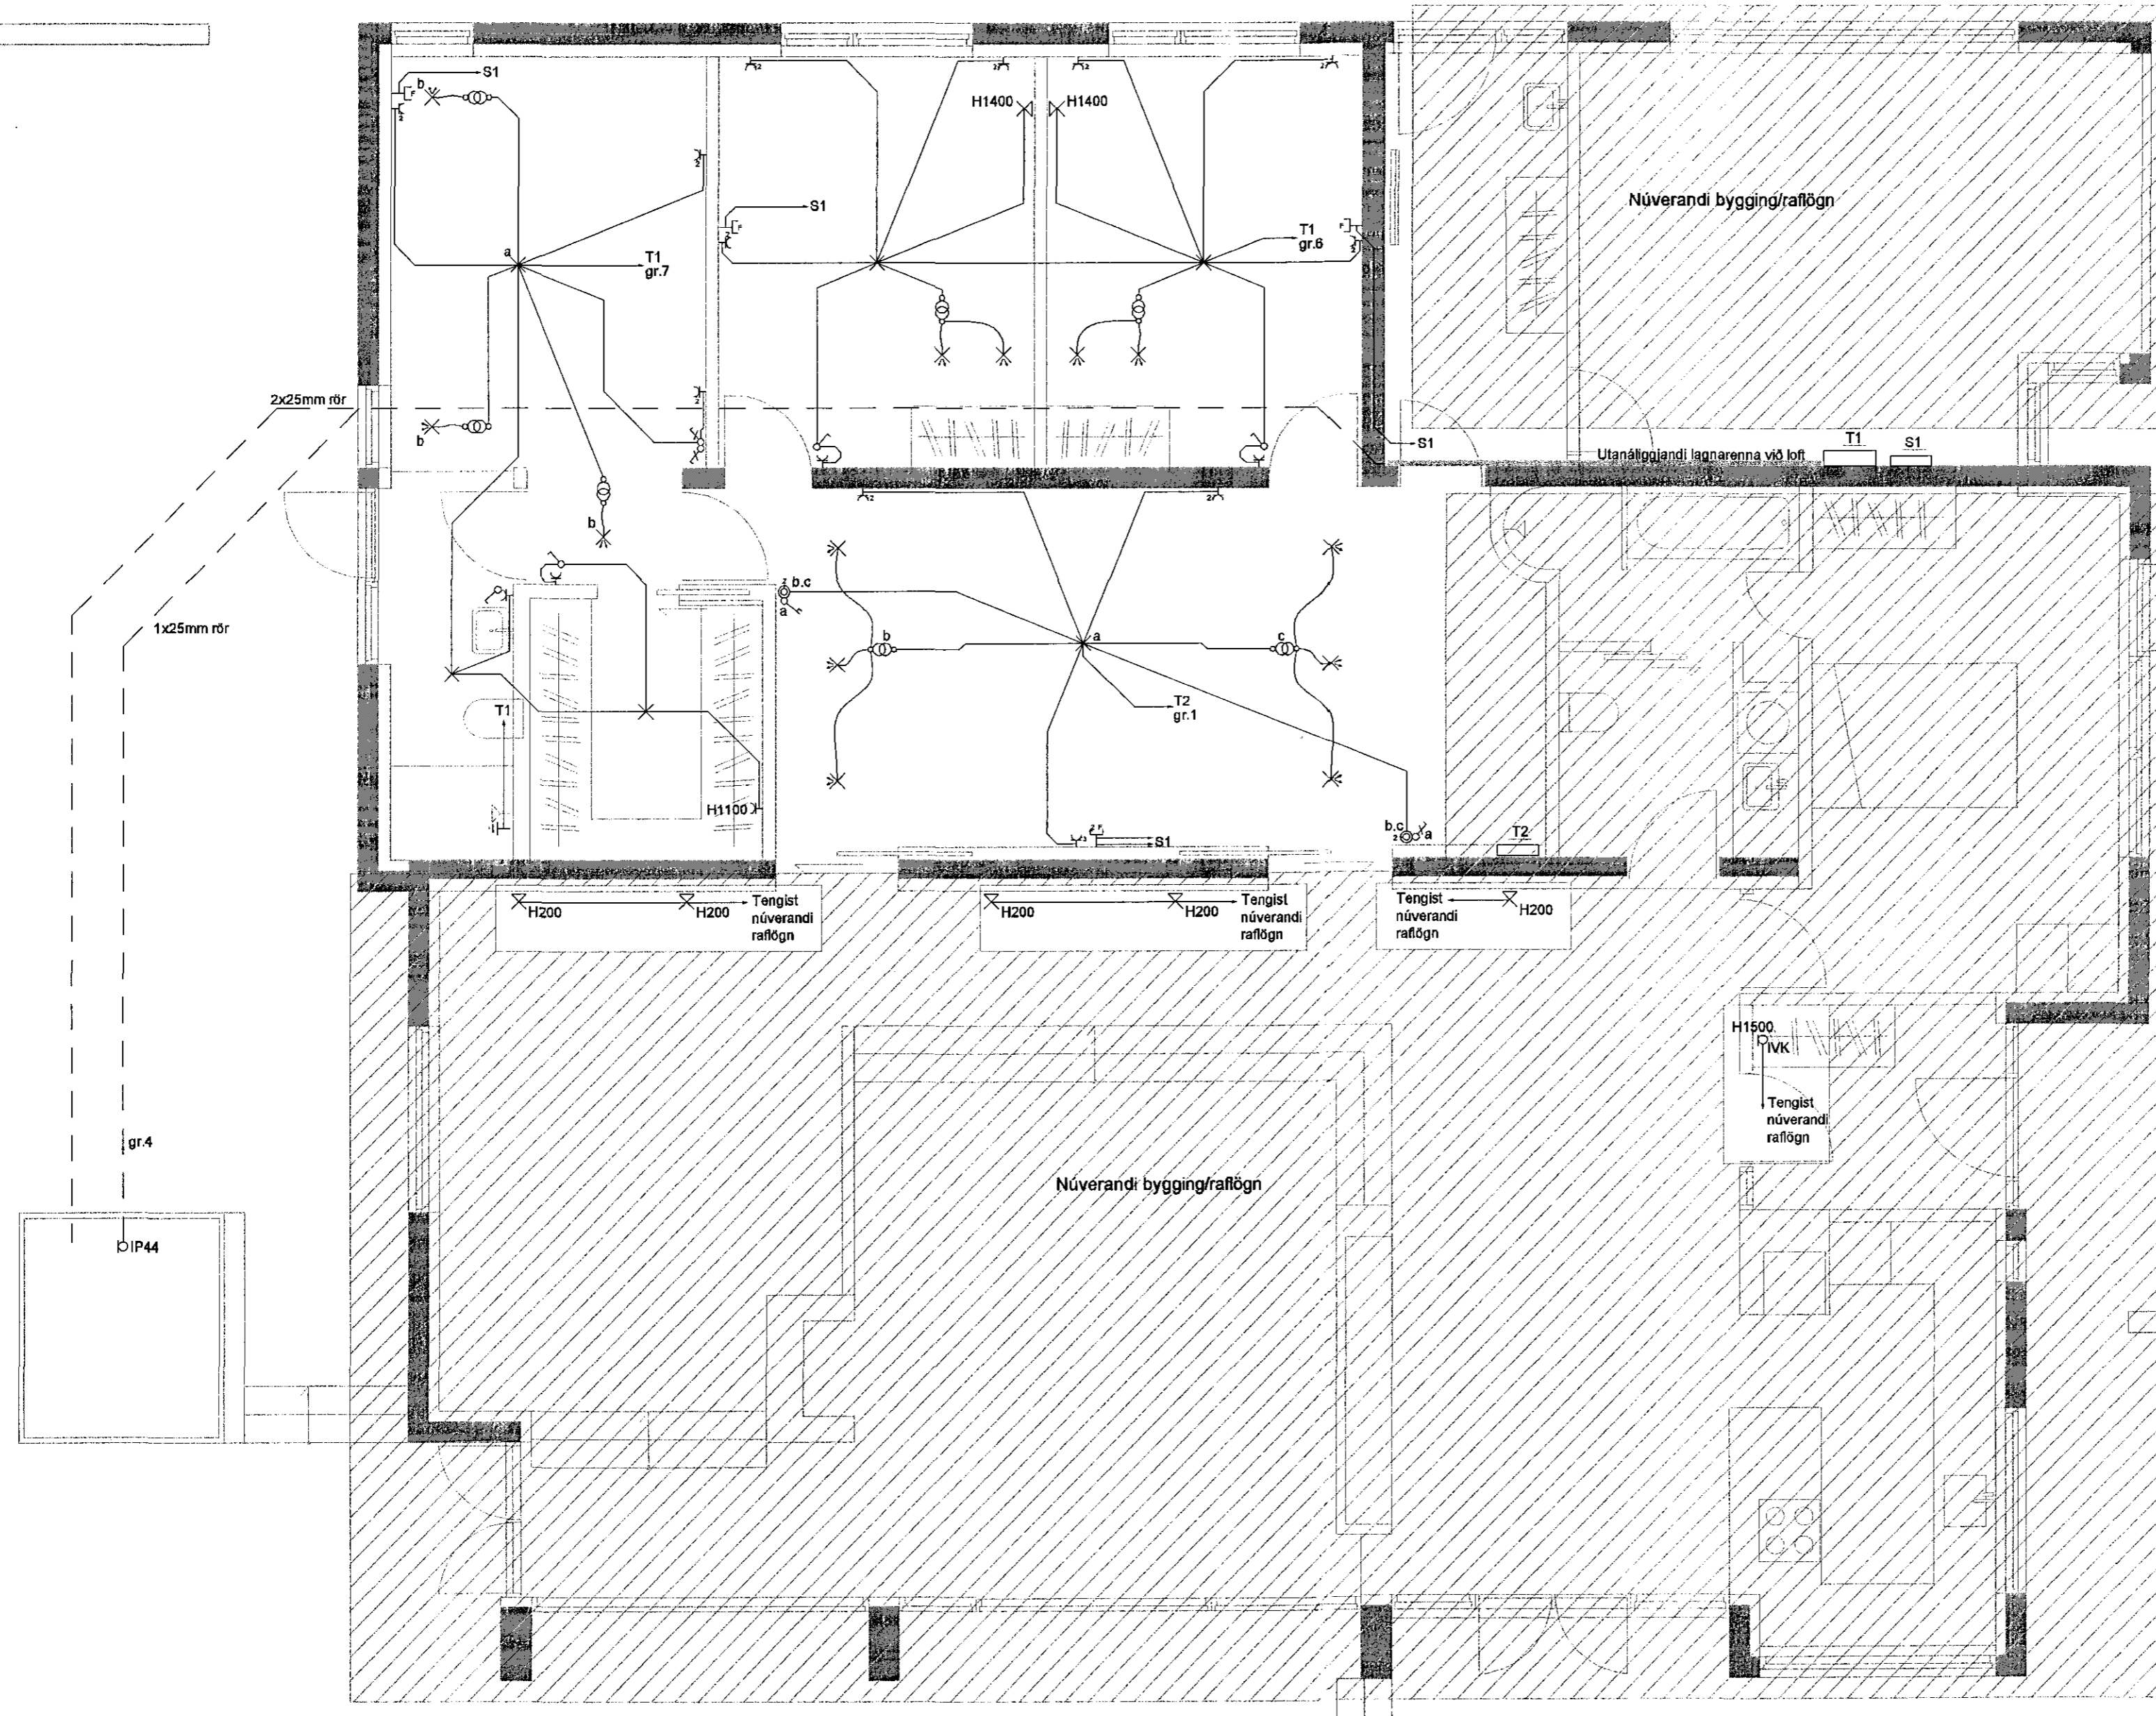 S1
b
H1400
H1400
Núverandi bygging/raflögn
S1
T1
gr.6
a
T1
gr.7
2x25mm rör
b
S1
T1
S1
Utanáliggjandi lagnarenna við loft
b
b.c
a
1x25mm rör
b
a
c
T2
gr.1
T1
H1100
S1
b.c
2
a
T2
H200
H200
Tengist
núverandi
raflögn
H200
H200
Tengist
núverandi
raflögn
Tengist
núverandi
raflögn
H200
H1500
IVK
Tengist
núverandi
raflögn
gr.4
Núverandi bygging/raflögn
IP44